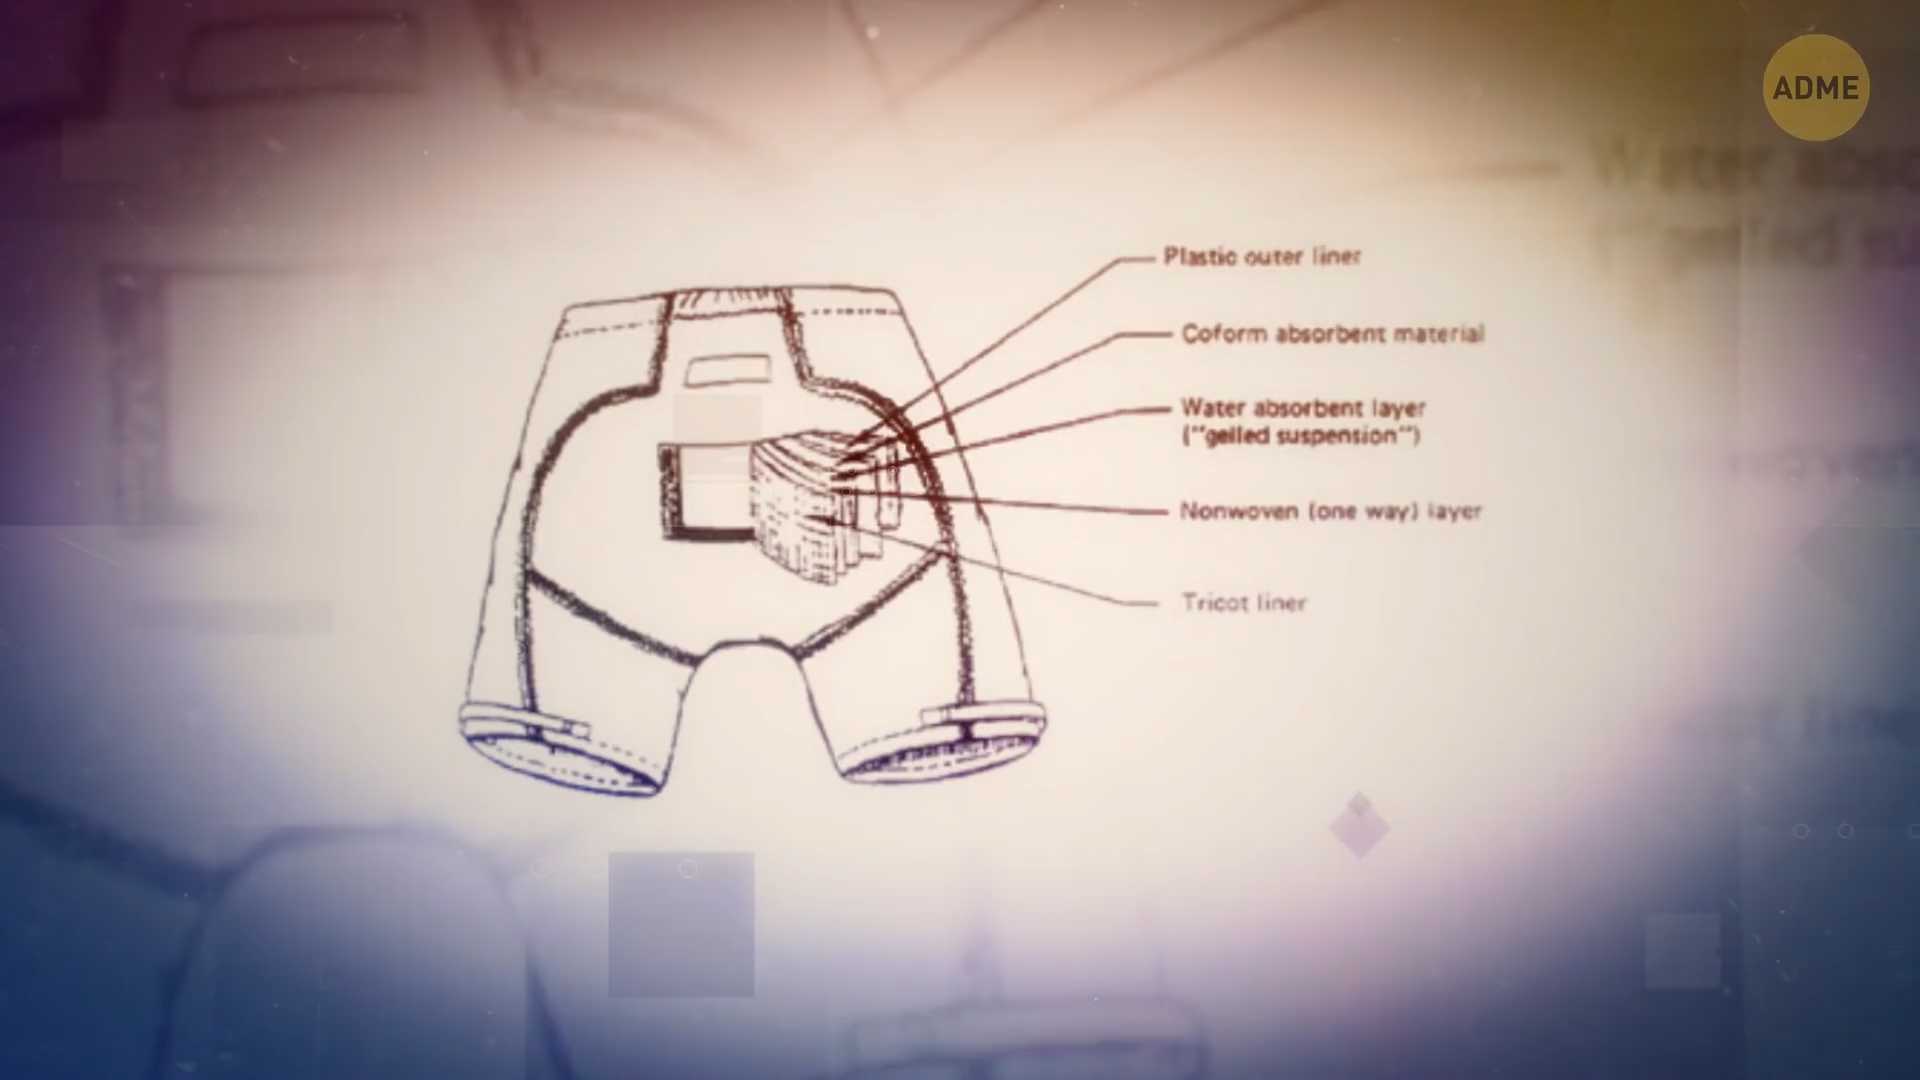 ADME
Plastic outer liner
Coform absorbent material
Water absorbent layer
("gelled suspension")
Nonwoven (one way) layer
Tricot liner